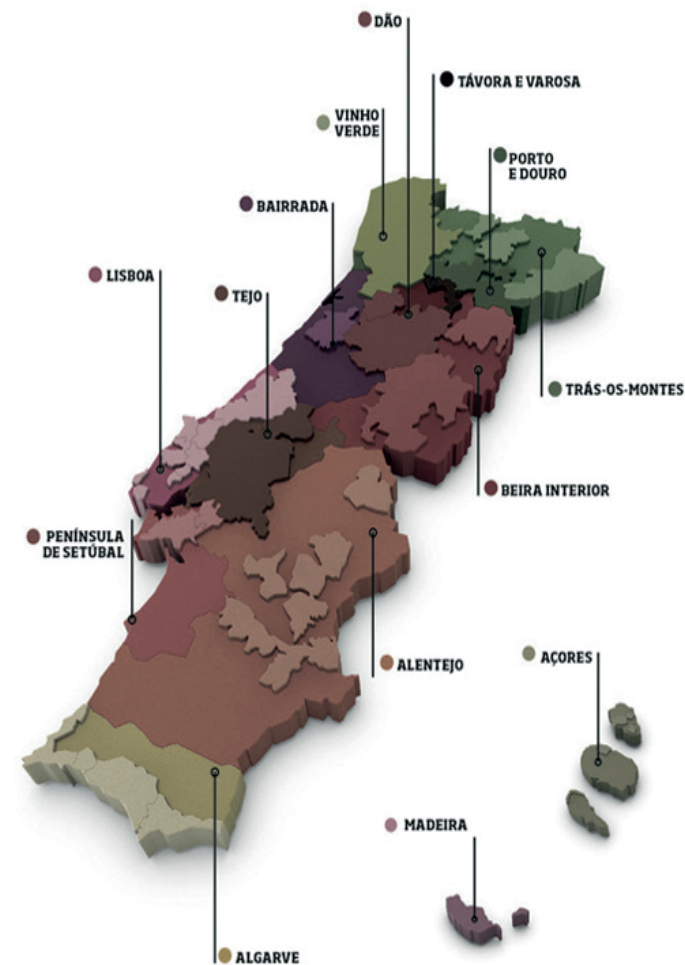 DÃO
TÁVORA E VAROSA
VINHO
VERDE
PORTO
E DOURO
BAIRRADA
LISBOA
TEJO
TRÁS-OS-MONTES
BEIRA INTERIOR
PENÍNSULA
DE SETÚBAL
ALENTEJO
AÇORES
MADEIRA
ALGARVE